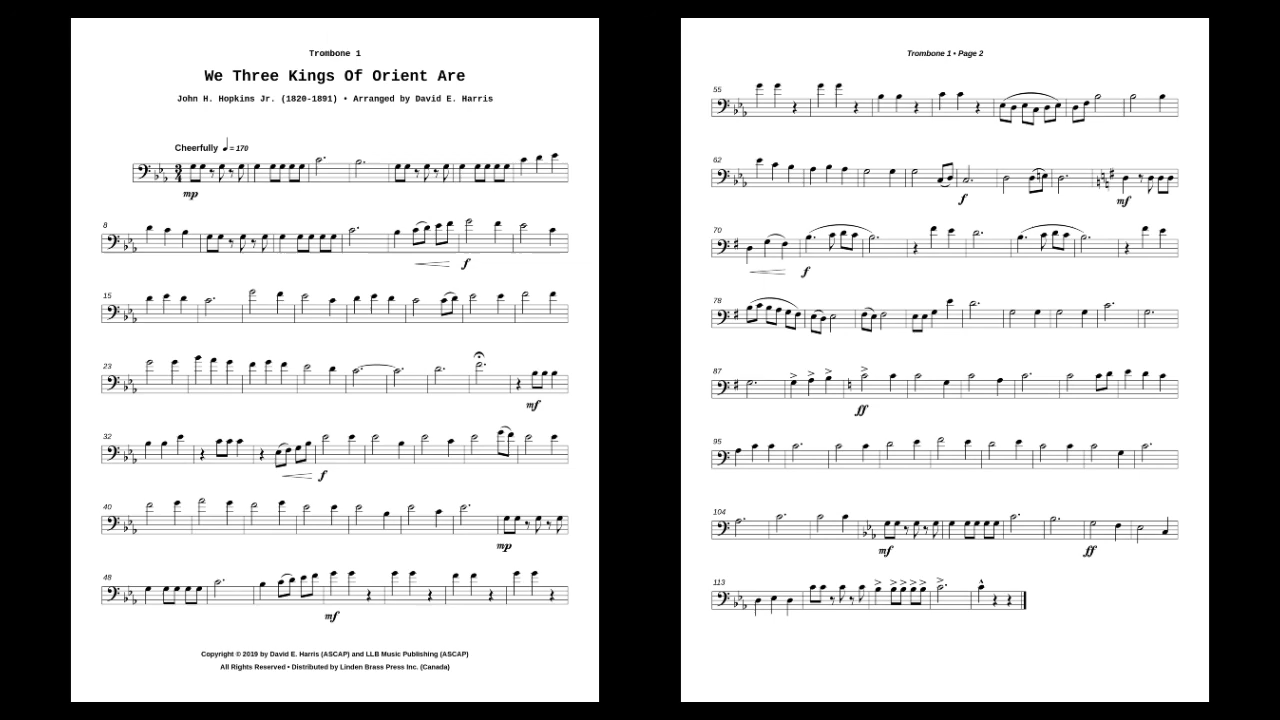 Trombone 1
We Three Kings Of Orient Are
John H. Hopkins Jr. (1820-1891) • Arranged by David E. Harris
Cheerfully ♩ = 170
3
4
mp
8
f
15
23
mf
32
f
40
mp
48
mf
Copyright © 2019 by David E. Harris (ASCAP) and LLB Music Publishing (ASCAP)
All Rights Reserved • Distributed by Linden Brass Press Inc. (Canada)
Trombone 1 • Page 2
55
62
f
mf
70
f
78
87
ff
95
104
mf
ff
113